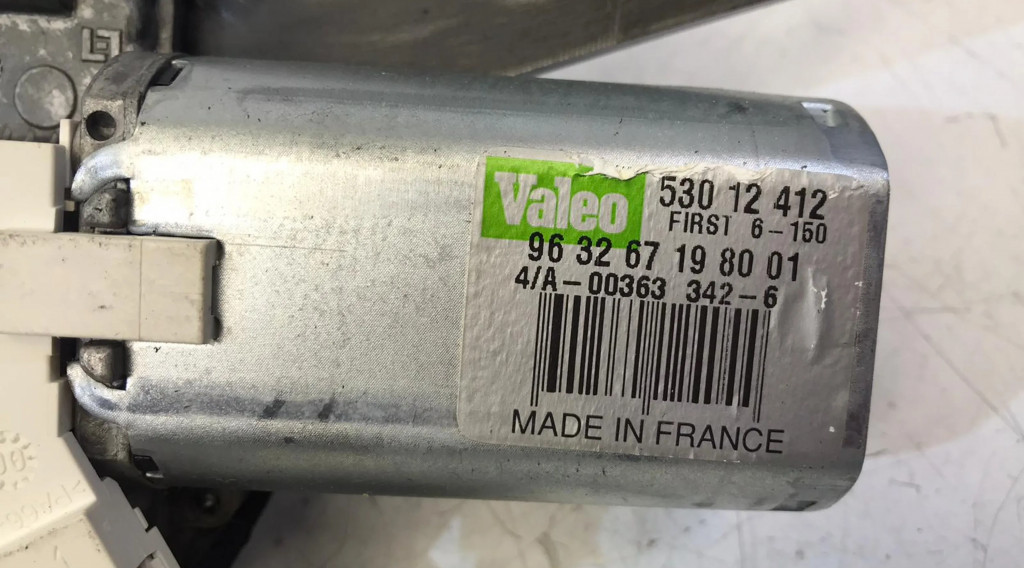 Valeo
530 12 412
FIRST 6-150
96 32 67 19 80 01
4/A-00363 342-6
MADE IN FRANCE